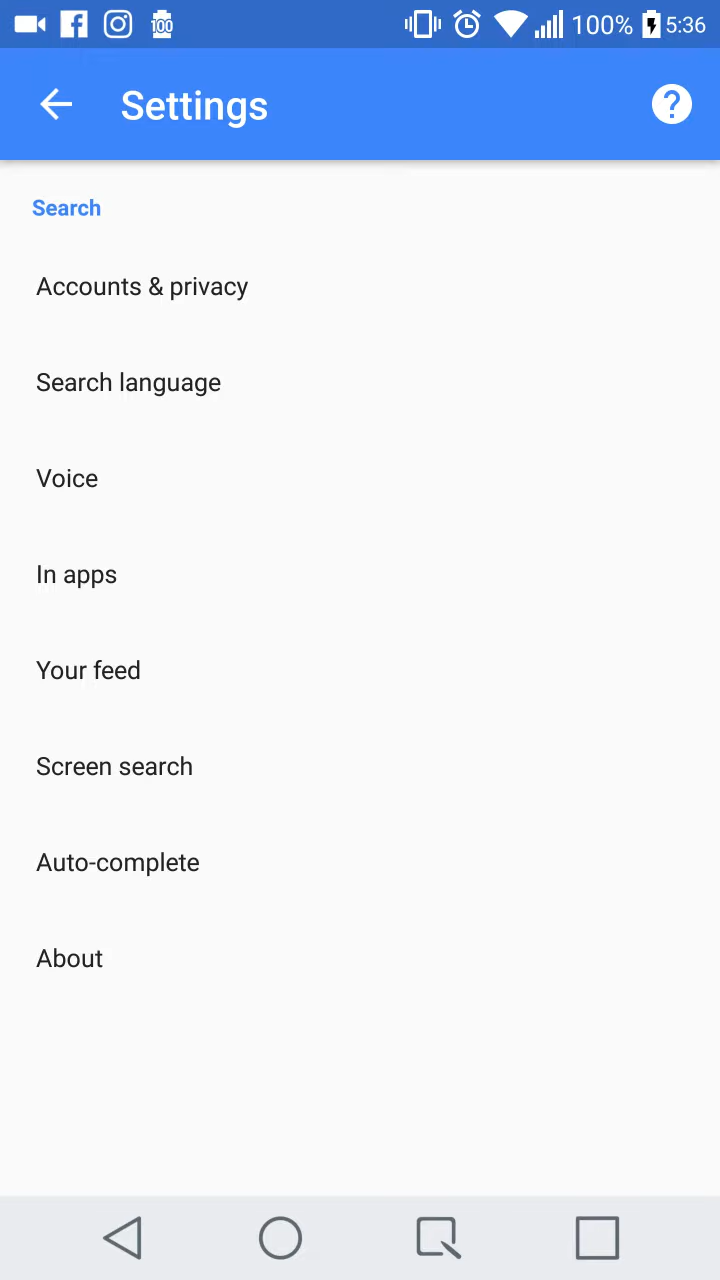 100 100% 5:36
Settings
Search
Accounts & privacy
Search language
Voice
In apps
Your feed
Screen search
Auto-complete
About